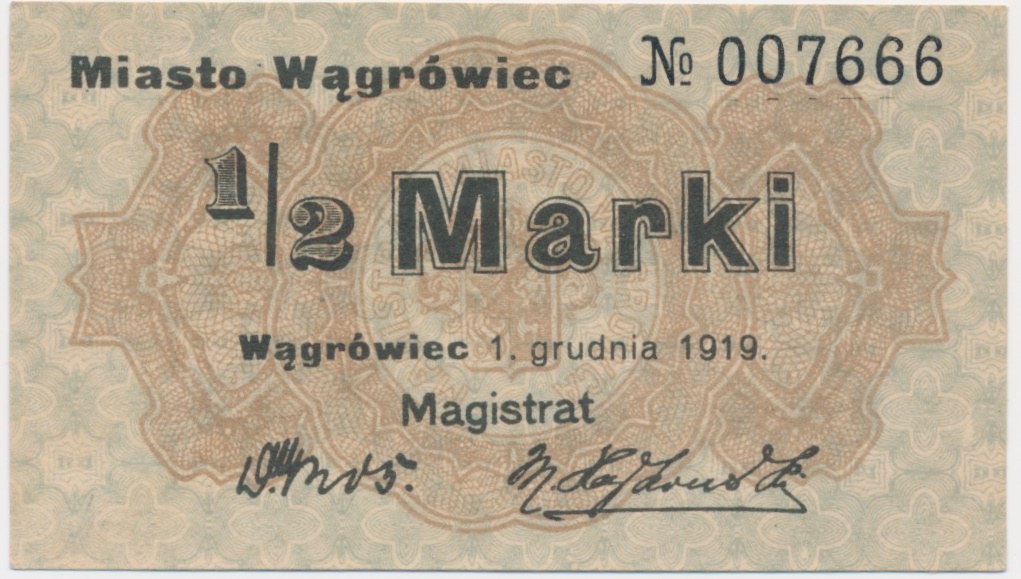 Miasto Wągrówiec № 007666
1/2 Marki
Wągrówiec 1. grudnia 1919.
Magistrat